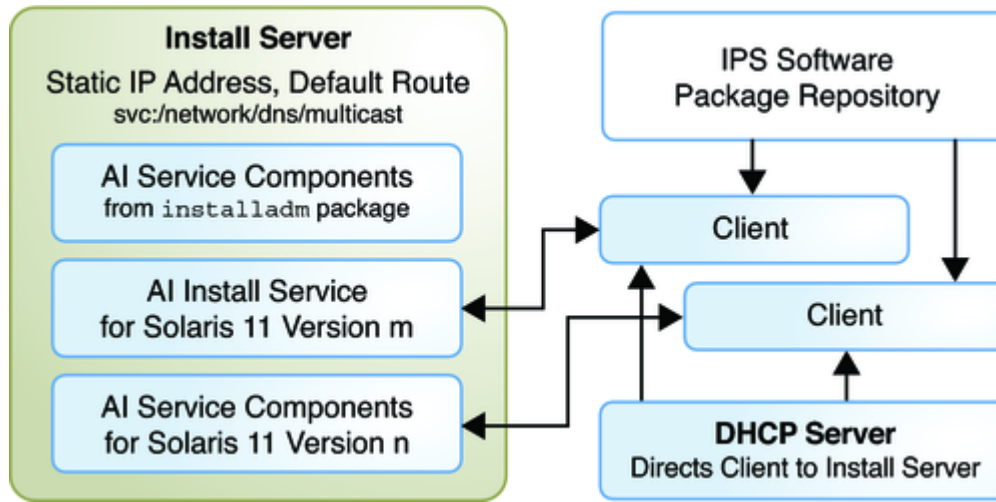 Install Server
Static IP Address, Default Route
svc:/network/dns/multicast
AI Service Components
from installadm package
AI Install Service
for Solaris 11 Version m
AI Service Components
for Solaris 11 Version n
IPS Software
Package Repository
Client
Client
DHCP Server
Directs Client to Install Server